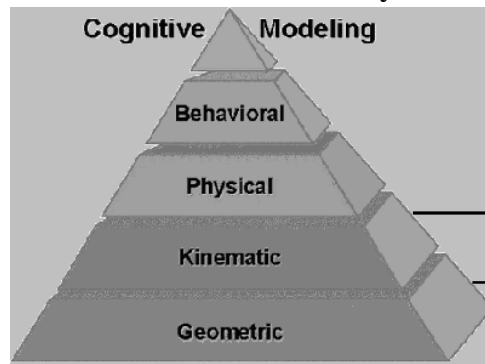 Cognitive Modeling
Behavioral
Physical
Kinematic
Geometric